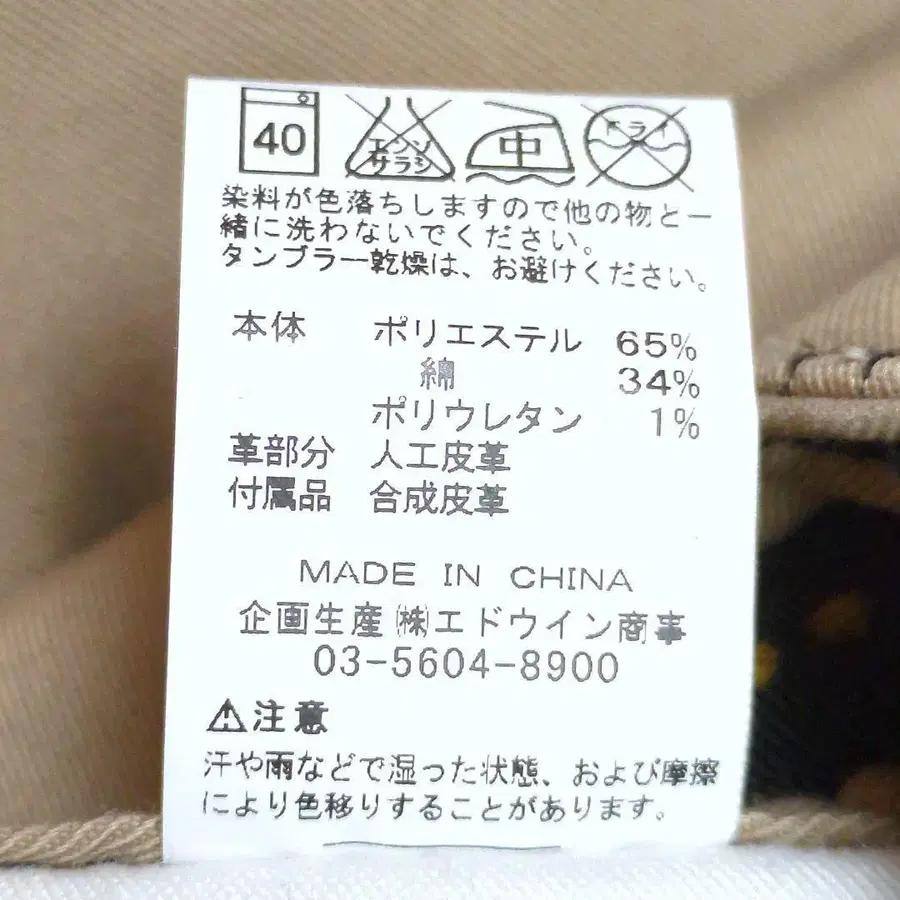 40 エンソサラシ 中 ドライ
染料が色落ちしますので他の物と一
緒に洗わないでください。
タンブラー乾燥は、お避けください。
本体 ポリエステル 65%
綿 34%
ポリウレタン 1%
革部分 人工皮革
付属品 合成皮革
MADE IN CHINA
企画生産㈱エドウイン商事
03-5604-8900
⚠注意
汗や雨などで湿った状態、および摩擦
により色移りすることがあります。